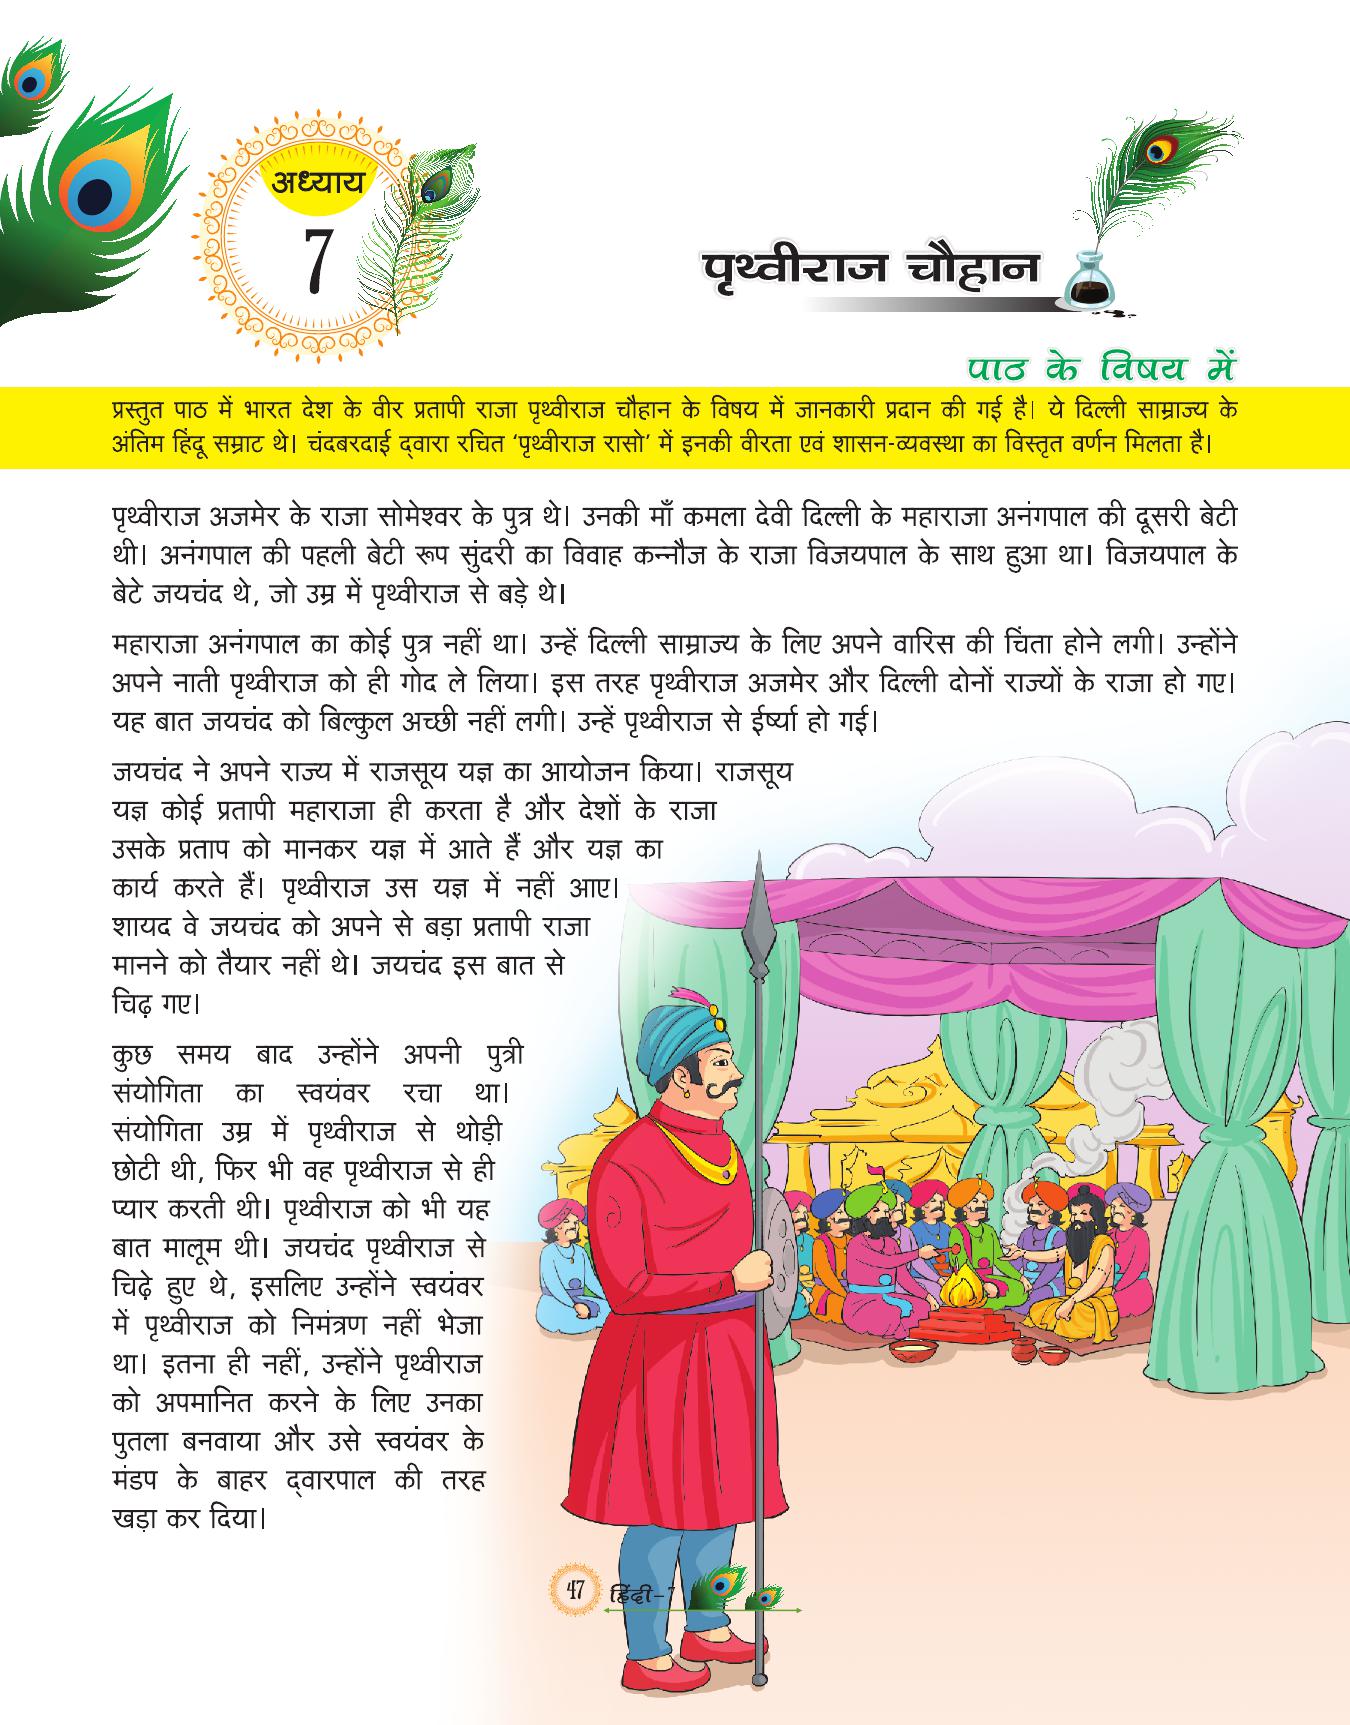 अध्याय
7
पृथ्वीराज चौहान
पाठ के विषय में
प्रस्तुत पाठ में भारत देश के वीर प्रतापी राजा पृथ्वीराज चौहान के विषय में जानकारी प्रदान की गई है। ये दिल्ली साम्राज्य के
अंतिम हिंदू सम्राट थे। चंदबरदाई द्वारा रचित ‘पृथ्वीराज रासो’ में इनकी वीरता एवं शासन-व्यवस्था का विस्तृत वर्णन मिलता है।
पृथ्वीराज अजमेर के राजा सोमेश्वर के पुत्र थे। उनकी माँ कमला देवी दिल्ली के महाराजा अनंगपाल की दूसरी बेटी
थी। अनंगपाल की पहली बेटी रूप सुंदरी का विवाह कन्नौज के राजा विजयपाल के साथ हुआ था। विजयपाल के
बेटे जयचंद थे, जो उम्र में पृथ्वीराज से बड़े थे।
महाराजा अनंगपाल का कोई पुत्र नहीं था। उन्हें दिल्ली साम्राज्य के लिए अपने वारिस की चिंता होने लगी। उन्होंने
अपने नाती पृथ्वीराज को ही गोद ले लिया। इस तरह पृथ्वीराज अजमेर और दिल्ली दोनों राज्यों के राजा हो गए।
यह बात जयचंद को बिल्कुल अच्छी नहीं लगी। उन्हें पृथ्वीराज से ईर्ष्या हो गई।
जयचंद ने अपने राज्य में राजसूय यज्ञ का आयोजन किया। राजसूय
यज्ञ कोई प्रतापी महाराजा ही करता है और देशों के राजा
उसके प्रताप को मानकर यज्ञ में आते हैं और यज्ञ का
कार्य करते हैं। पृथ्वीराज उस यज्ञ में नहीं आए।
शायद वे जयचंद को अपने से बड़ा प्रतापी राजा
मानने को तैयार नहीं थे। जयचंद इस बात से
चिढ़ गए।
कुछ समय बाद उन्होंने अपनी पुत्री
संयोगिता का स्वयंवर रचा था।
संयोगिता उम्र में पृथ्वीराज से थोड़ी
छोटी थी, फिर भी वह पृथ्वीराज से ही
प्यार करती थी। पृथ्वीराज को भी यह
बात मालूम थी। जयचंद पृथ्वीराज से
चिढ़े हुए थे, इसलिए उन्होंने स्वयंवर
में पृथ्वीराज को निमंत्रण नहीं भेजा
था। इतना ही नहीं, उन्होंने पृथ्वीराज
को अपमानित करने के लिए उनका
पुतला बनवाया और उसे स्वयंवर के
मंडप के बाहर द्वारपाल की तरह
खड़ा कर दिया।
47 हिंदी–7